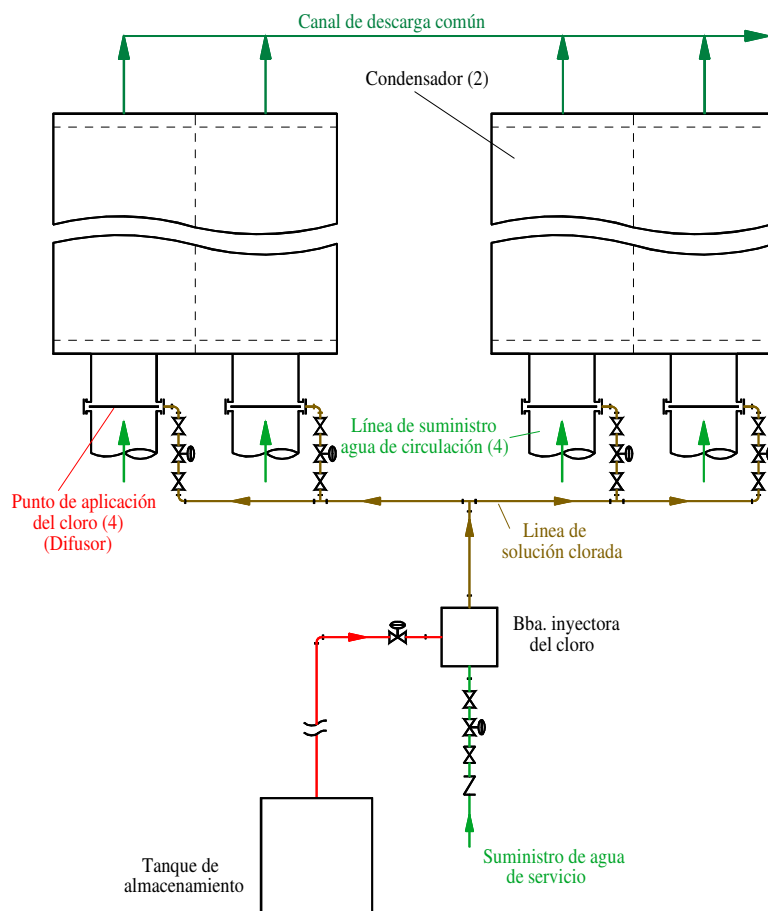 Canal de descarga común
Condensador (2)
Línea de suministro
agua de circulación (4)
Punto de aplicación
del cloro (4)
(Difusor)
Linea de
solución clorada
Bba. inyectora
del cloro
Tanque de
almacenamiento
Suministro de agua
de servicio